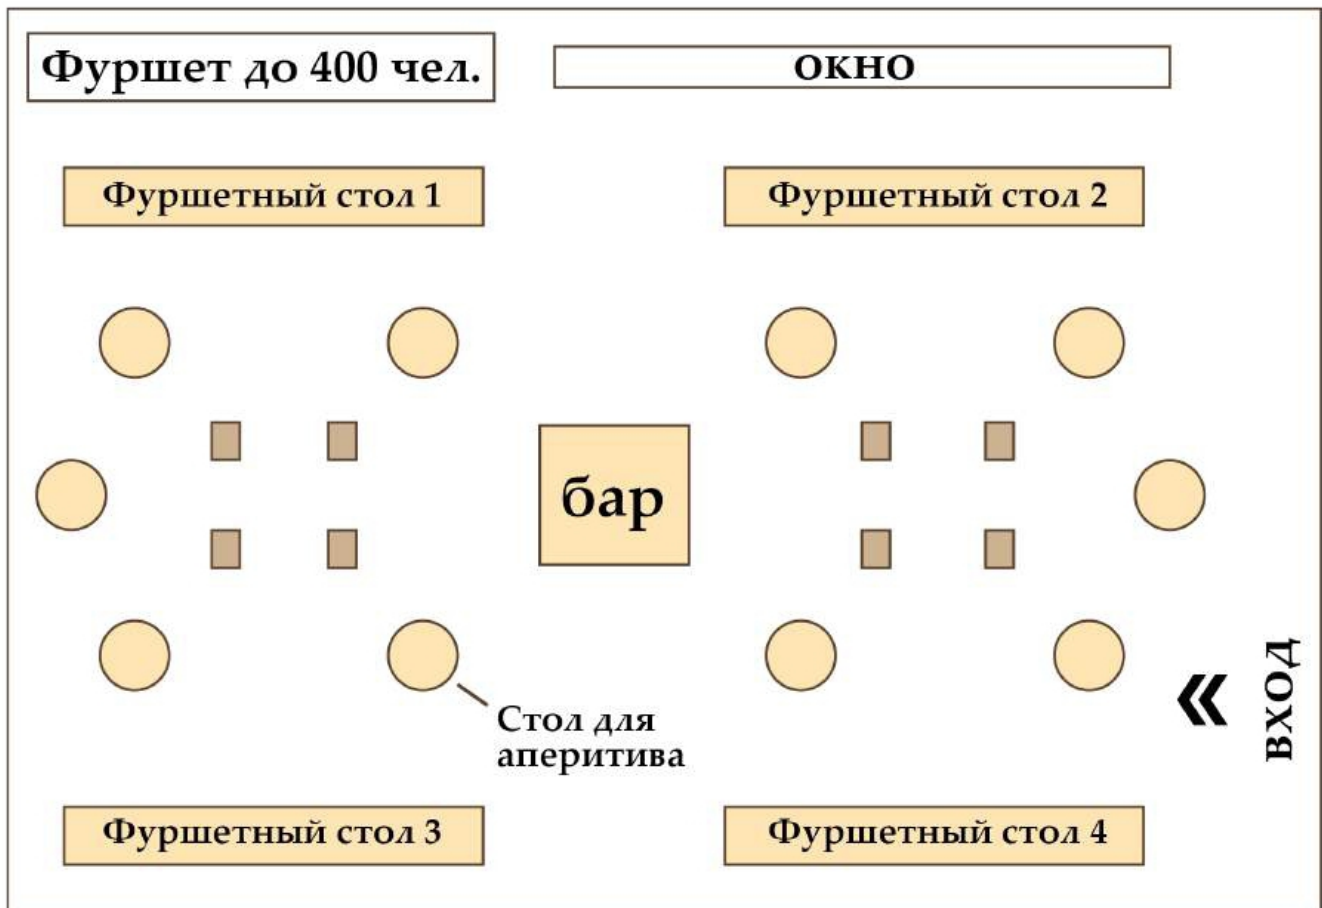 Фуршет до 400 чел.
ОКНО
Фуршетный стол 1
Фуршетный стол 2
бар
Стол для
аперитива
«
ВХОД
Фуршетный стол 3
Фуршетный стол 4